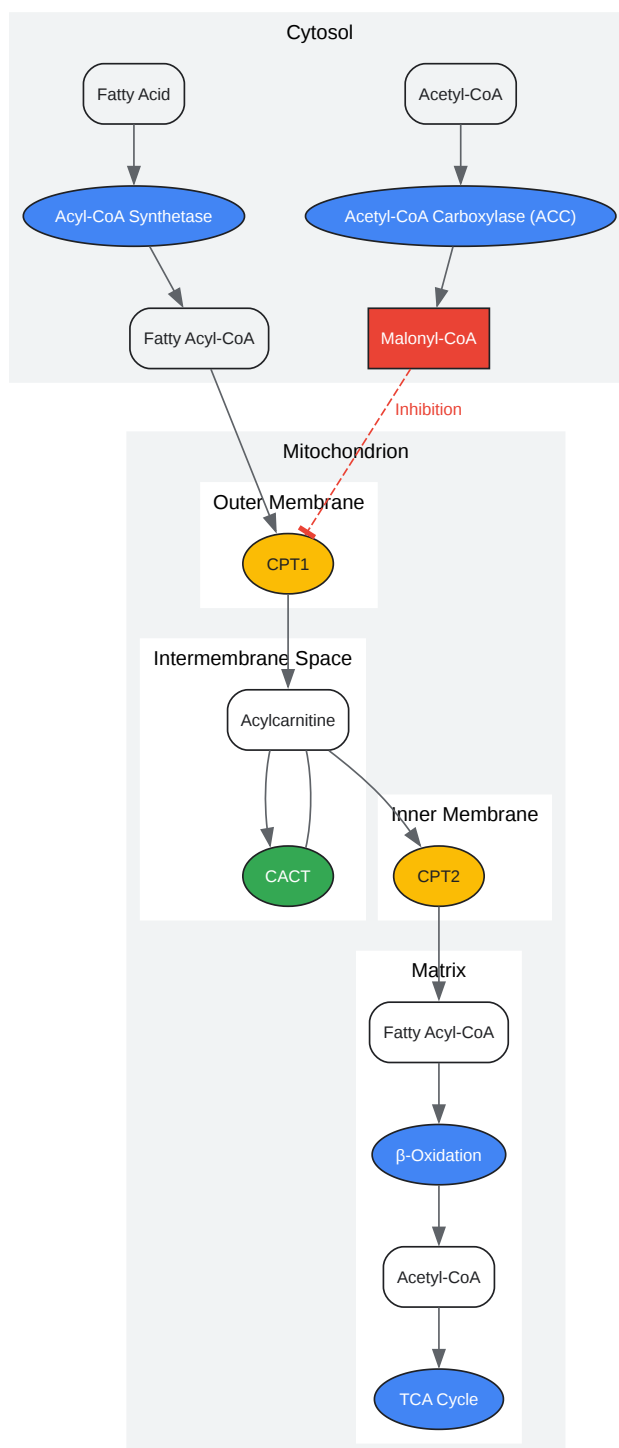 Cytosol
Fatty Acid
Acetyl-CoA
Acyl-CoA Synthetase
Acetyl-CoA Carboxylase (ACC)
Fatty Acyl-CoA
Malonyl-CoA
Inhibition
Mitochondrion
Outer Membrane
CPT1
Intermembrane Space
Acylcarnitine
Inner Membrane
CACT
CPT2
Matrix
Fatty Acyl-CoA
β-Oxidation
Acetyl-CoA
TCA Cycle